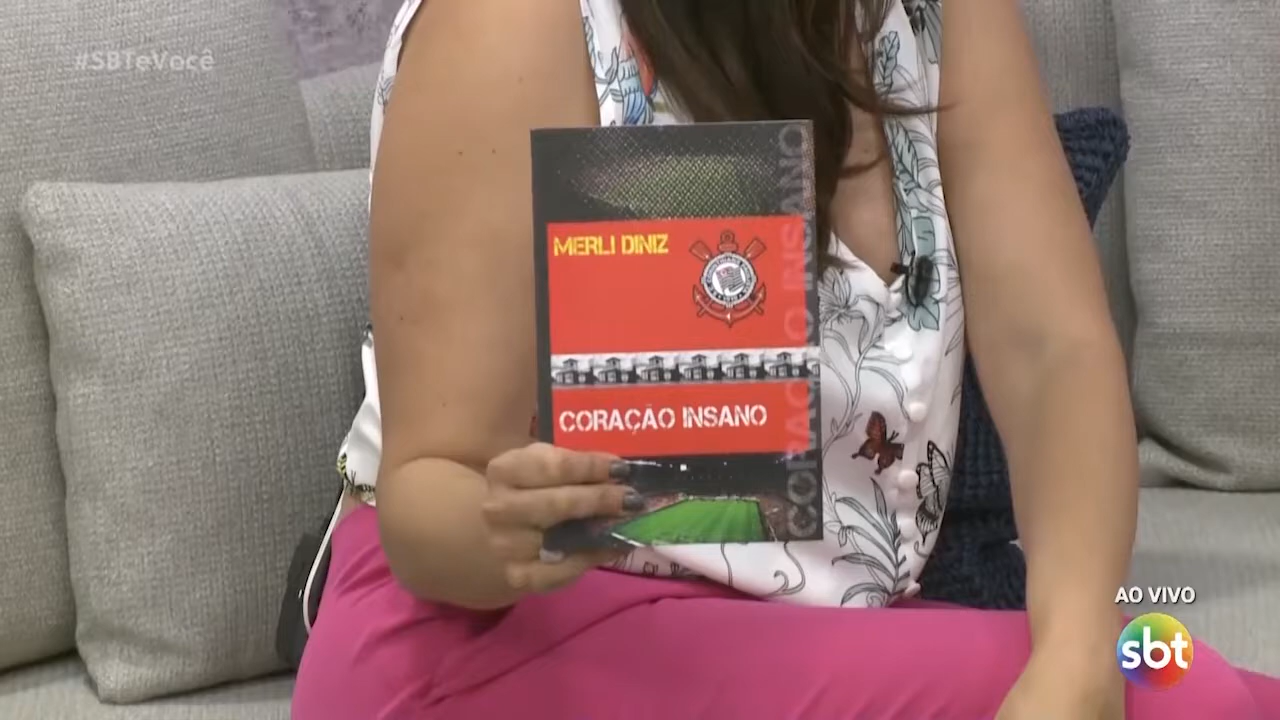 #SBTeVocê
MERLI DINIZ
CORAÇÃO INSANO
CORAÇÃO INSANO
AO VIVO
sbt